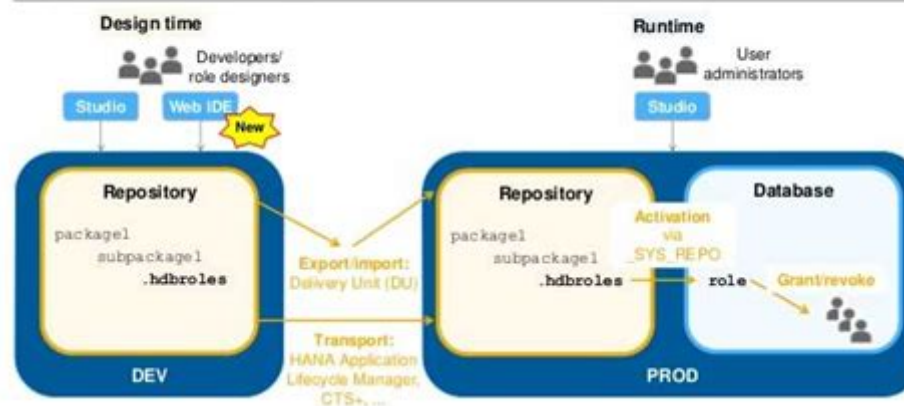 Design time
Developers/
role designers
Studio
Web IDE
New
Repository
package1
subpackage1
.hdbroles
DEV
Export/import:
Delivery Unit (DU)
Transport:
HANA Application
Lifecycle Manager,
CTS+, ...
Runtime
User
administrators
Studio
Repository
package1
subpackage1
.hdbroles
Activation
via
_SYS_REPO
Database
role
Grant/revoke
PROD